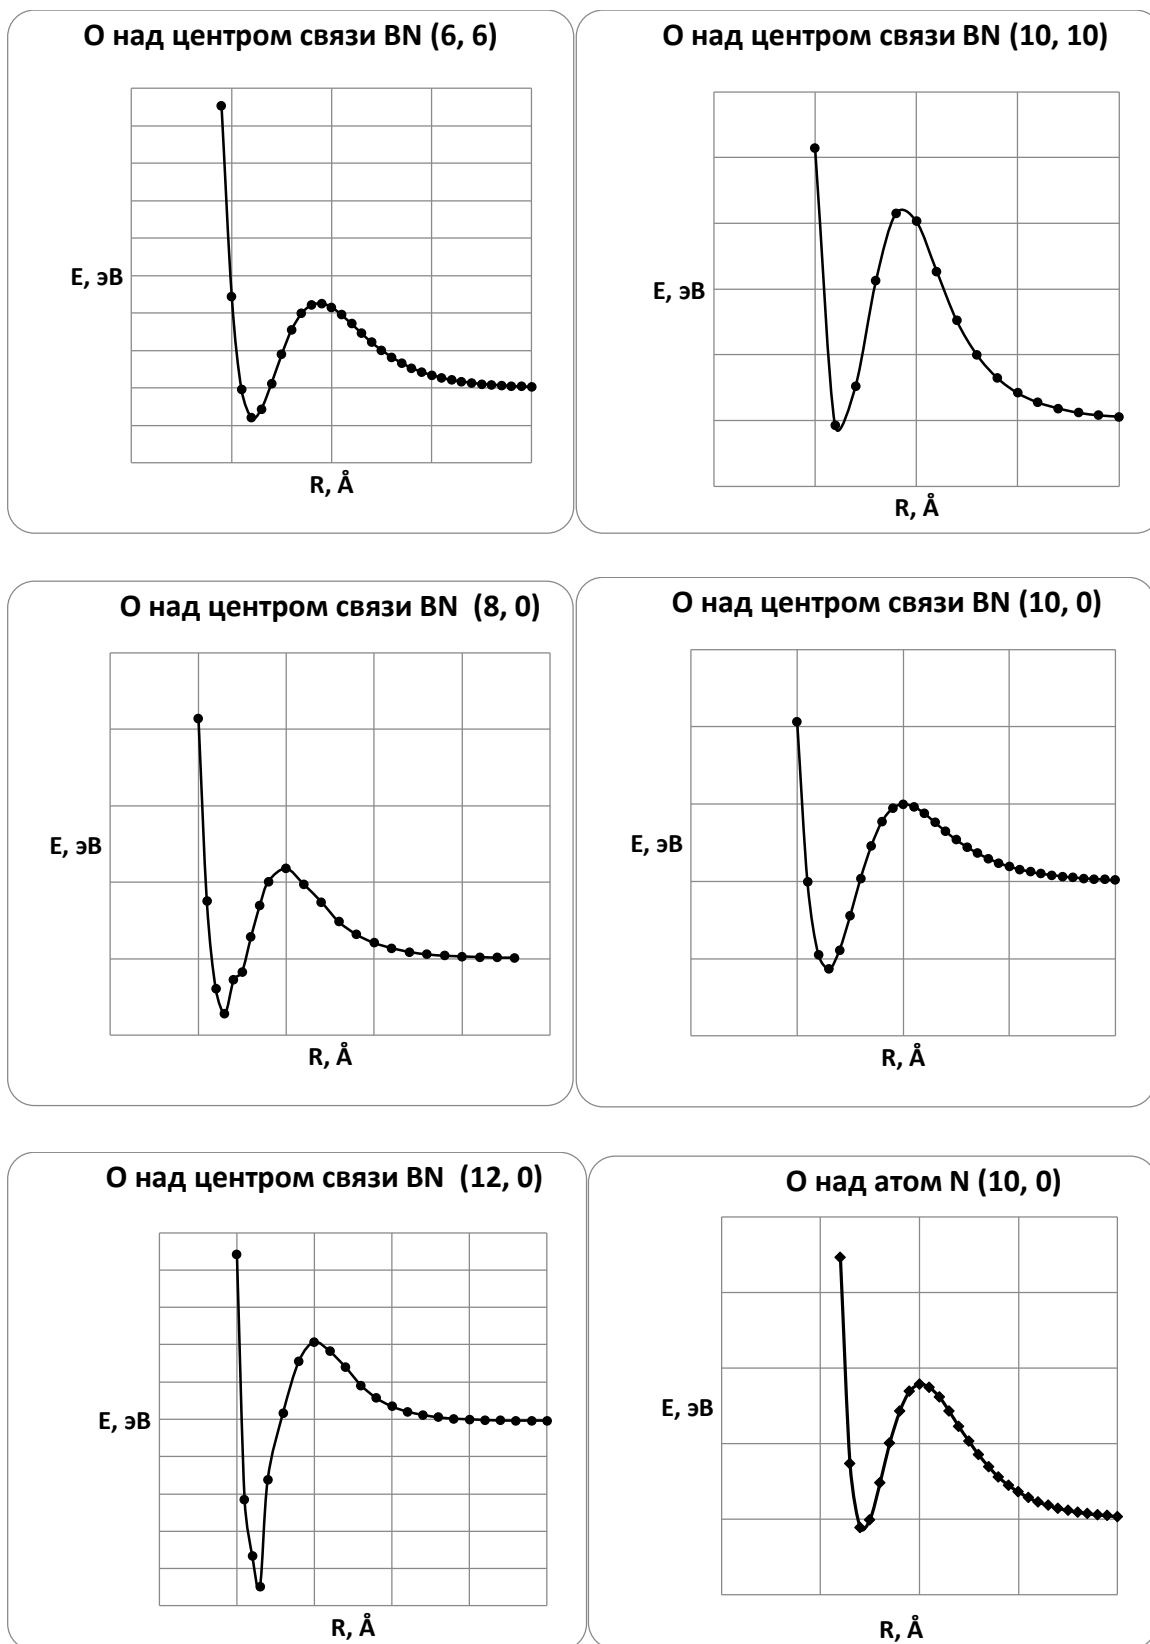 О над центром связи BN (6, 6)
E, эВ
R, Å
О над центром связи BN (10, 10)
E, эВ
R, Å
О над центром связи BN (8, 0)
E, эВ
R, Å
О над центром связи BN (10, 0)
E, эВ
R, Å
О над центром связи BN (12, 0)
E, эВ
R, Å
О над атом N (10, 0)
E, эВ
R, Å